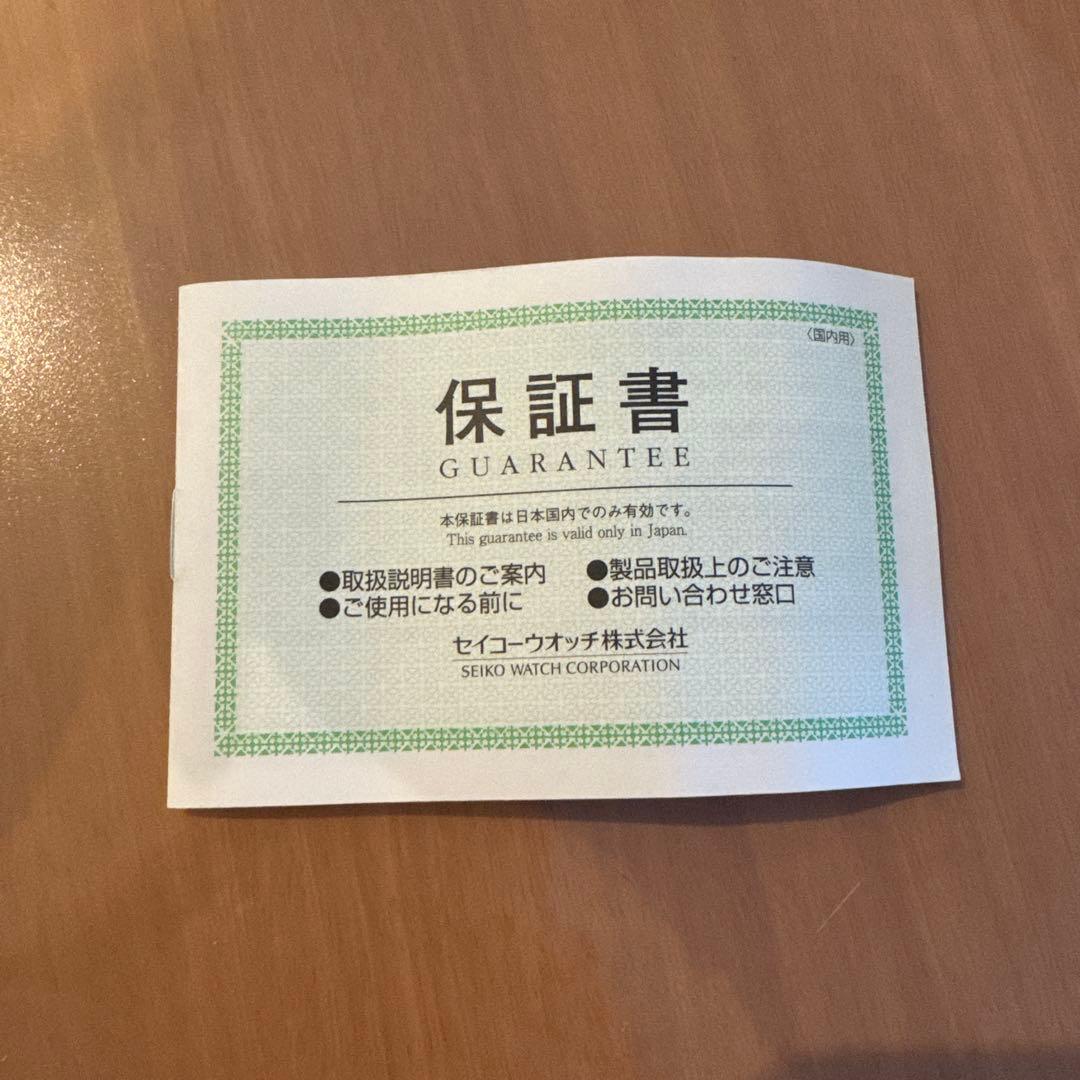 〈国内用〉
保証書
GUARANTEE
本保証書は日本国内でのみ有効です。
This guarantee is valid only in Japan.
●取扱説明書のご案内 ●製品取扱上のご注意
●ご使用になる前に ●お問い合わせ窓口
セイコーウオッチ株式会社
SEIKO WATCH CORPORATION